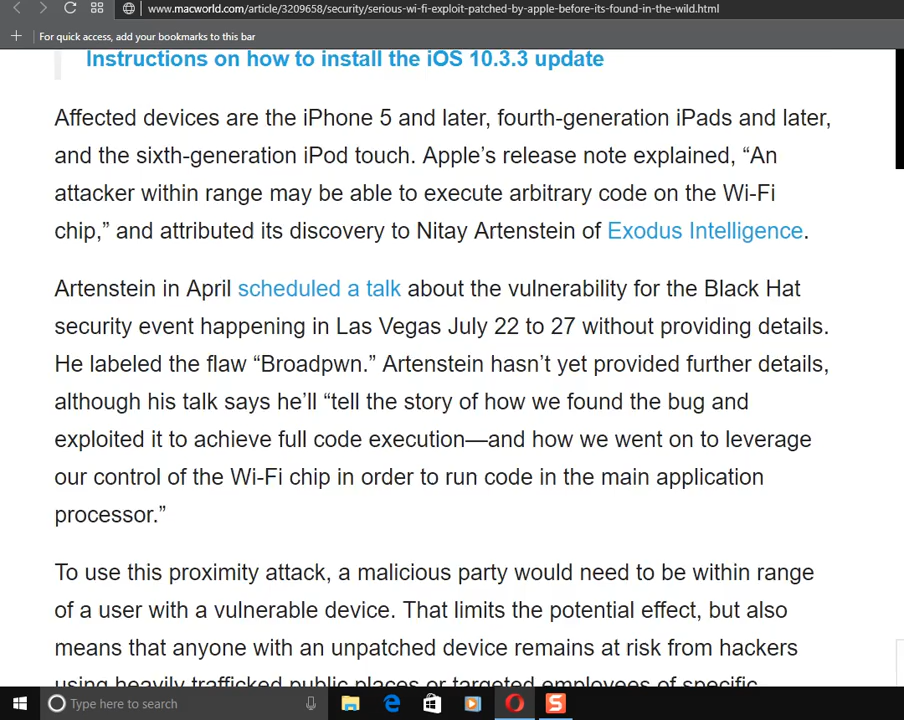 www.macworld.com/article/3209658/security/serious-wi-fi-exploit-patched-by-apple-before-its-found-in-the-wild.html
For quick access, add your bookmarks to this bar
Instructions on how to install the iOS 10.3.3 update
Affected devices are the iPhone 5 and later, fourth-generation iPads and later,
and the sixth-generation iPod touch. Apple’s release note explained, “An
attacker within range may be able to execute arbitrary code on the Wi-Fi
chip,” and attributed its discovery to Nitay Artenstein of Exodus Intelligence.
Artenstein in April scheduled a talk about the vulnerability for the Black Hat
security event happening in Las Vegas July 22 to 27 without providing details.
He labeled the flaw “Broadpwn.” Artenstein hasn’t yet provided further details,
although his talk says he’ll “tell the story of how we found the bug and
exploited it to achieve full code execution—and how we went on to leverage
our control of the Wi-Fi chip in order to run code in the main application
processor.”
To use this proximity attack, a malicious party would need to be within range
of a user with a vulnerable device. That limits the potential effect, but also
means that anyone with an unpatched device remains at risk from hackers
using heavily trafficked public places or targeted employees of specific
Type here to search